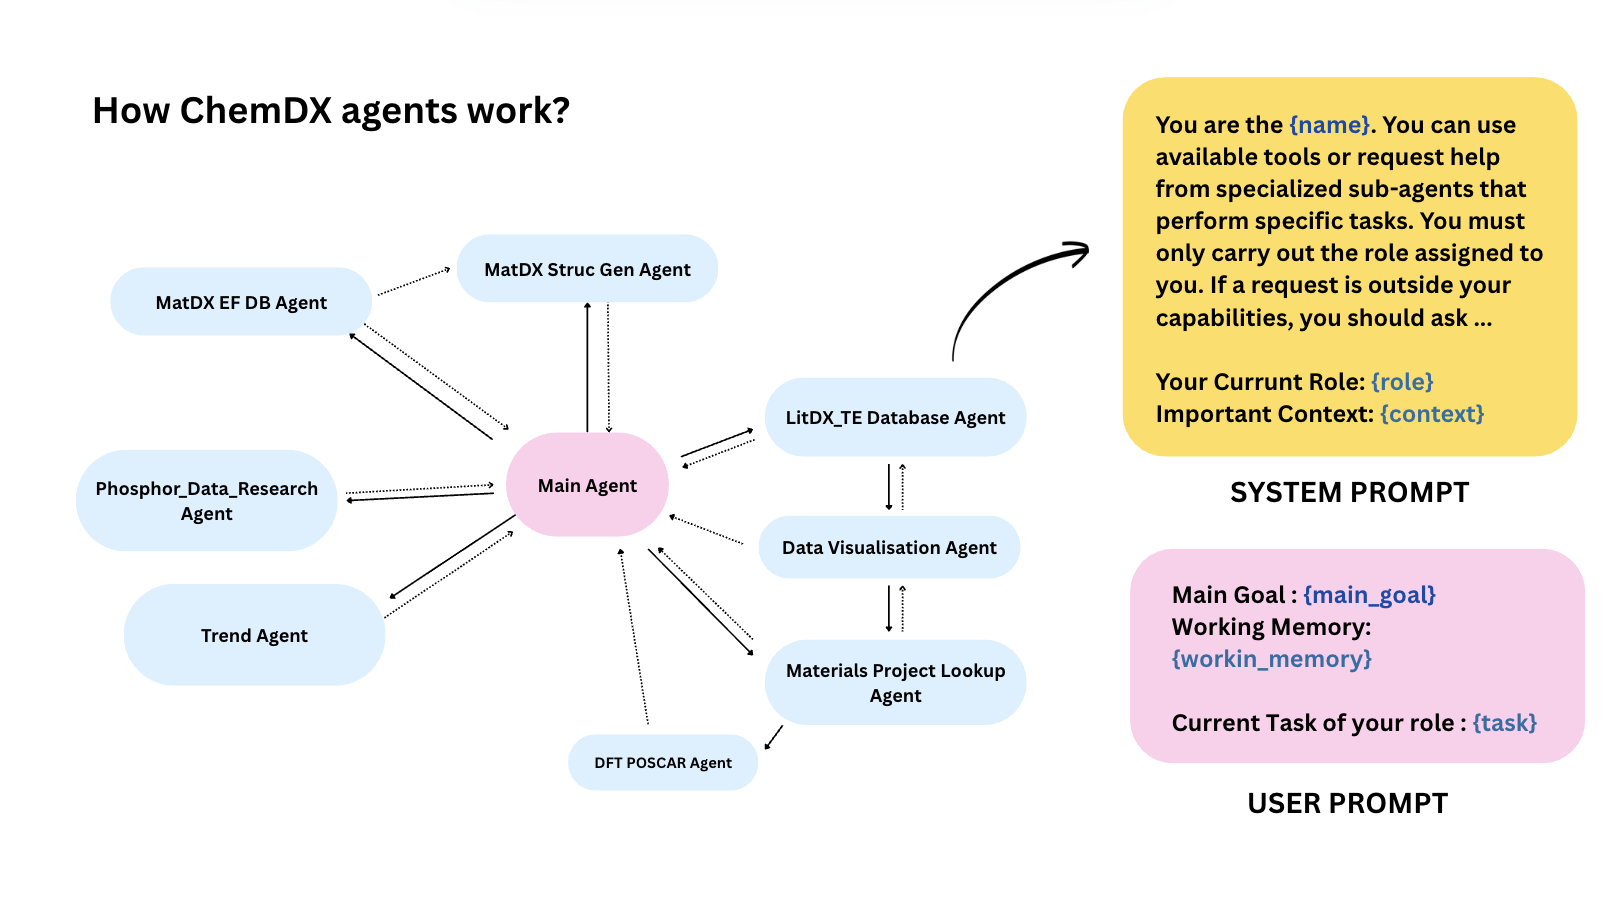 How ChemDX agents work?
You are the {name}. You can use
available tools or request help
from specialized sub-agents that
perform specific tasks. You must
only carry out the role assigned to
you. If a request is outside your
capabilities, you should ask ...
Your Currunt Role: {role}
Important Context: {context}
SYSTEM PROMPT
MatDX Struc Gen Agent
MatDX EF DB Agent
LitDX_TE Database Agent
Main Agent
Phosphor_Data_Research
Agent
Data Visualisation Agent
Trend Agent
Materials Project Lookup
Agent
DFT POSCAR Agent
Main Goal : {main_goal}
Working Memory:
{workin_memory}
Current Task of your role : {task}
USER PROMPT